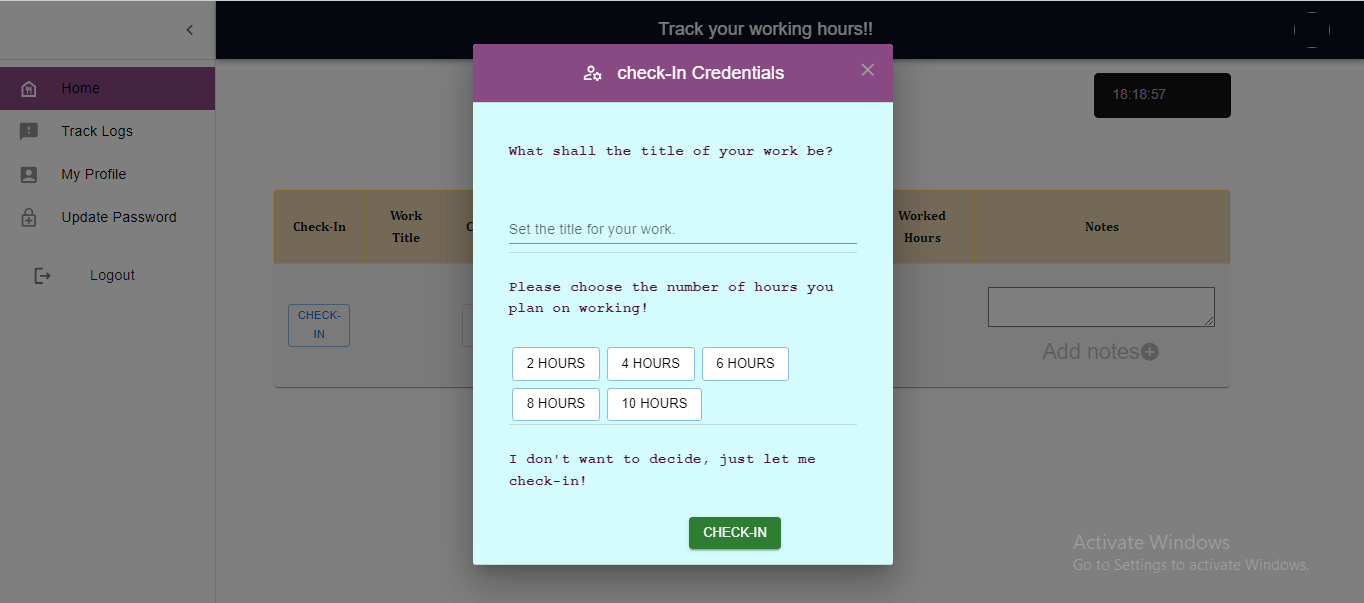 Track your working hours!!
Home
Track Logs
My Profile
Update Password
Logout
18:18:57
Check-In
Work
Title
C
Worked
Hours
Notes
CHECK-
IN
Add notes
check-In Credentials
What shall the title of your work be?
Set the title for your work.
Please choose the number of hours you
plan on working!
2 HOURS 4 HOURS 6 HOURS
8 HOURS 10 HOURS
I don't want to decide, just let me
check-in!
CHECK-IN
Activate Windows
Go to Settings to activate Windows.